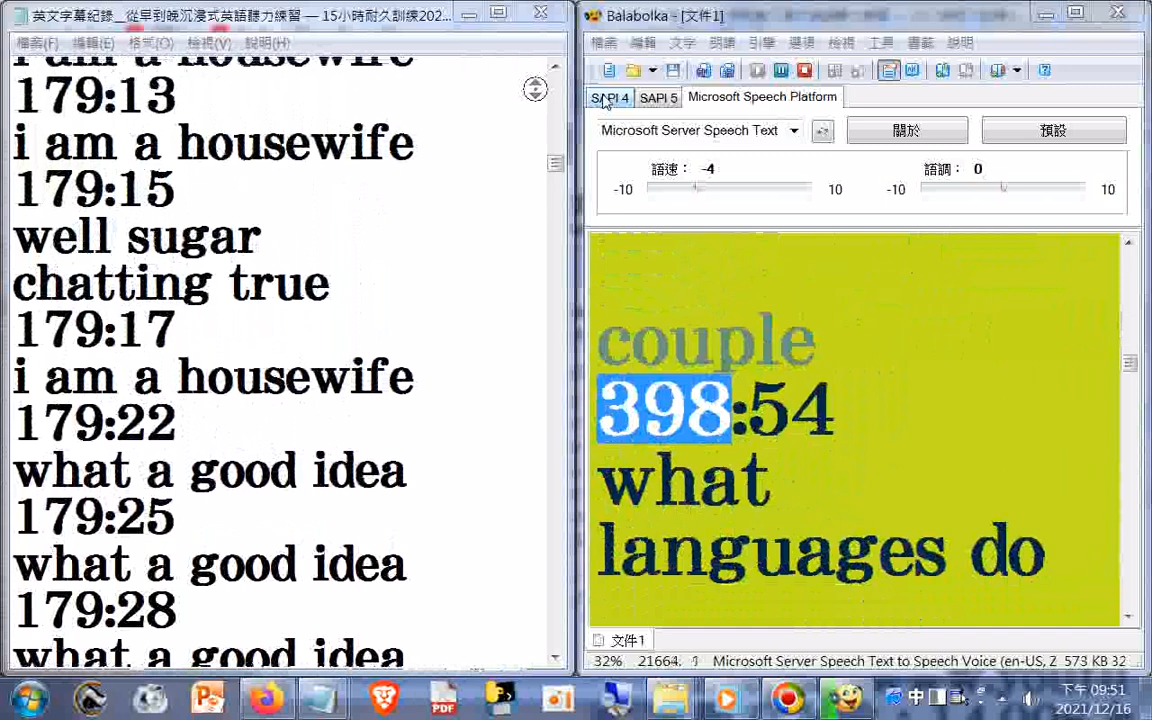 英文字幕紀錄__從早到晚沉浸式英語聽力練習 — 15小時耐久訓練202...
檔案(F) 編輯(E) 格式(O) 檢視(V) 說明(H)
i am a housewife
179:13
i am a housewife
179:15
well sugar
chatting true
179:17
i am a housewife
179:22
what a good idea
179:25
what a good idea
179:28
what a good idea
Balabolka - [文件1]
檔案 編輯 文字 朗讀 引擎 選項 檢視 工具 書籤 說明
SAPI 4 SAPI 5 Microsoft Speech Platform
Microsoft Server Speech Text
關於 預設
語速： -4 語調： 0
-10 10 -10 10
couple
398:54
what
languages do
文件1
32% 21664: 1 Microsoft Server Speech Text to Speech Voice (en-US, Z 573 KB 32
中
下午 09:51
2021/12/16